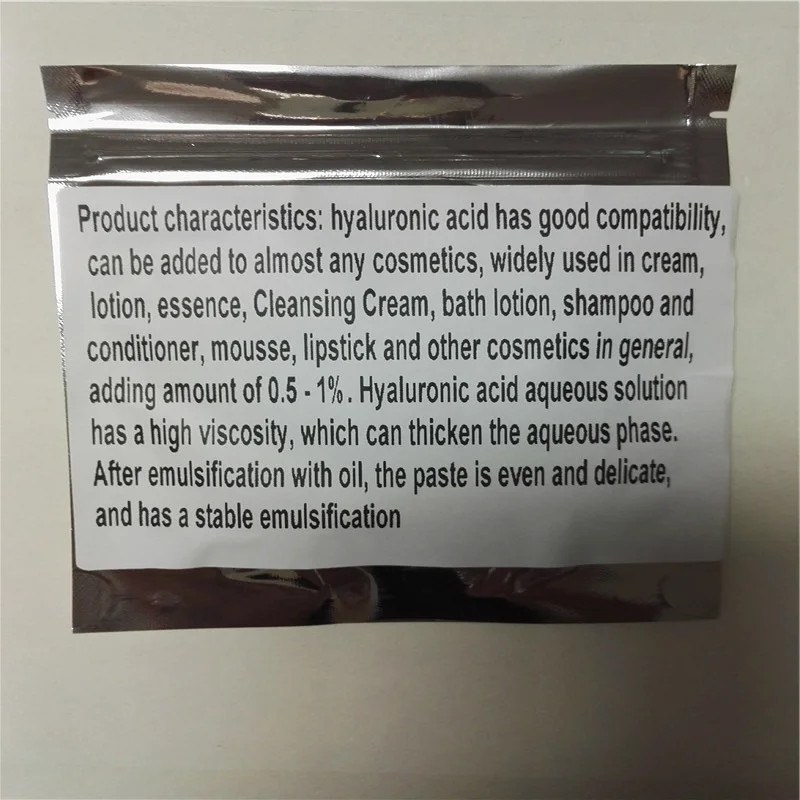 Product characteristics: hyaluronic acid has good compatibility,
can be added to almost any cosmetics, widely used in cream,
lotion, essence, Cleansing Cream, bath lotion, shampoo and
conditioner, mousse, lipstick and other cosmetics in general,
adding amount of 0.5 - 1%. Hyaluronic acid aqueous solution
has a high viscosity, which can thicken the aqueous phase.
After emulsification with oil, the paste is even and delicate,
and has a stable emulsification